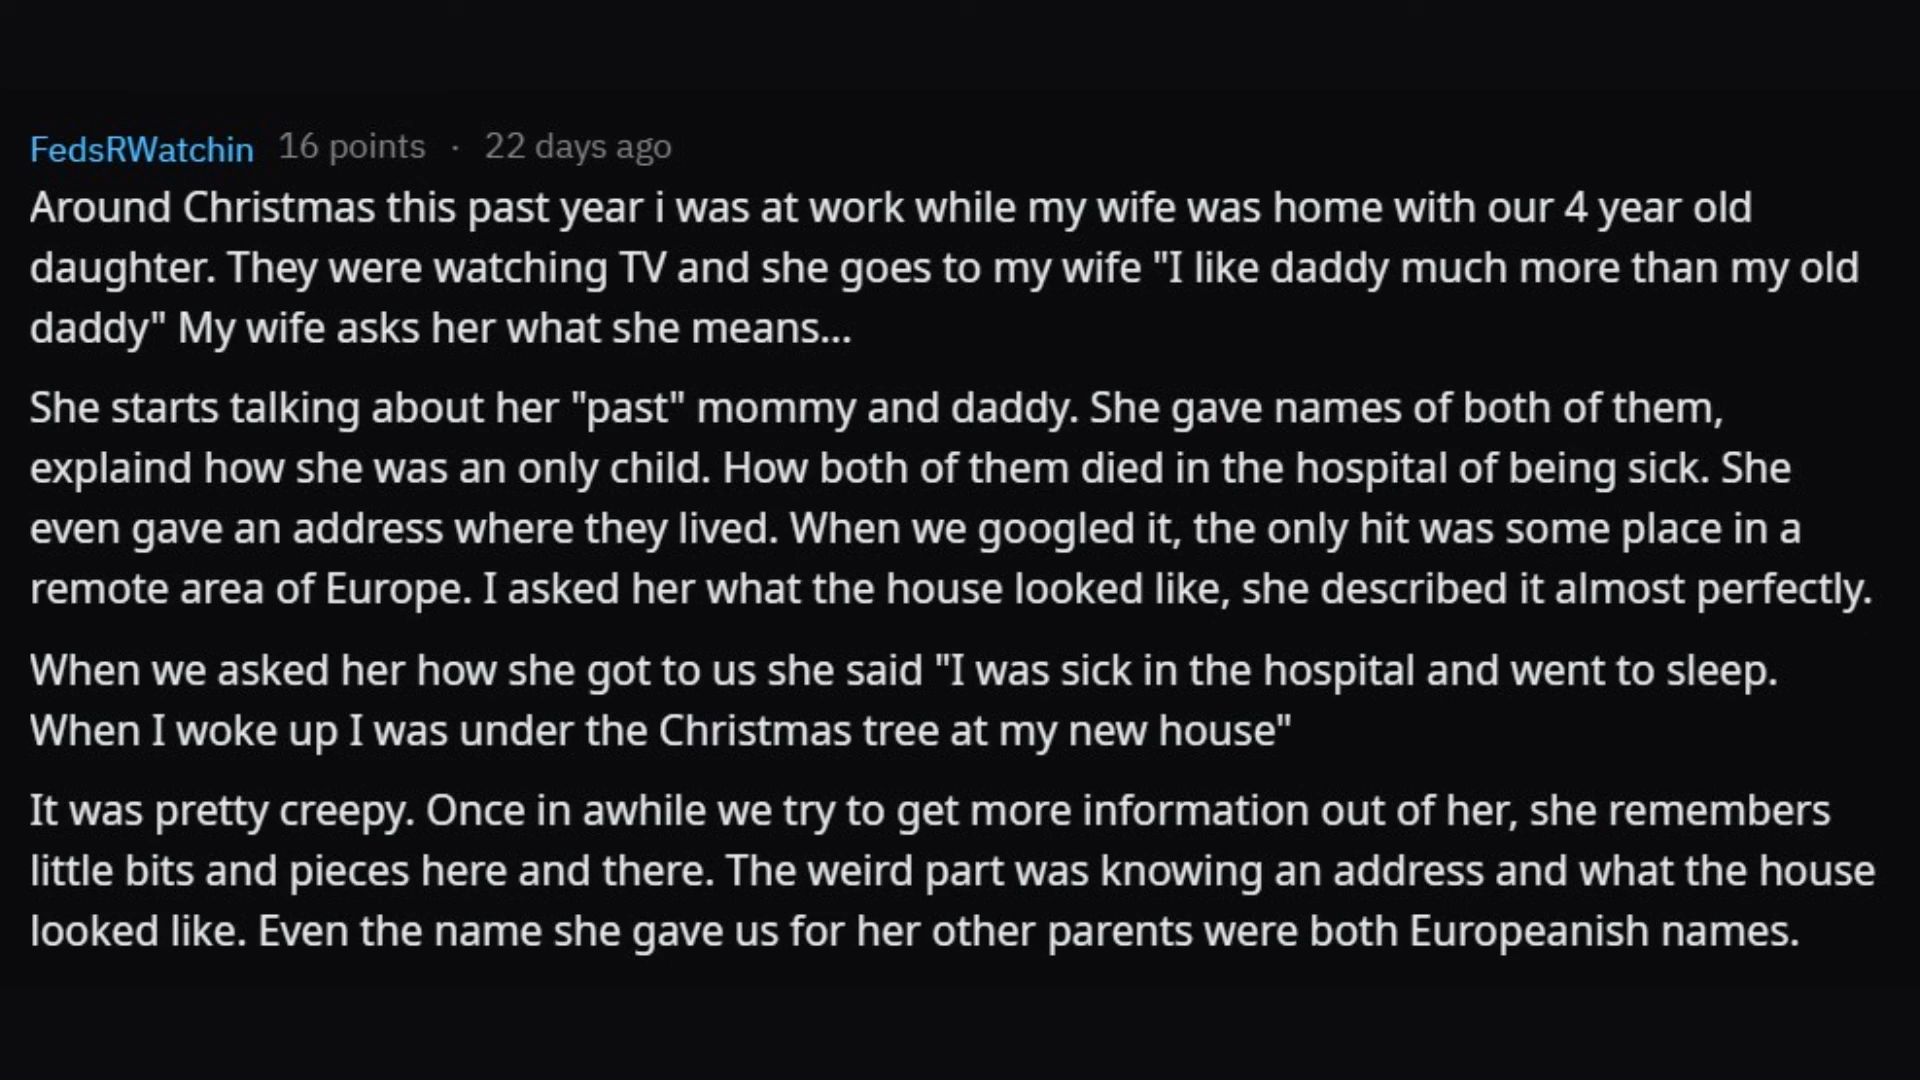 FedsRWatchin 16 points · 22 days ago
Around Christmas this past year i was at work while my wife was home with our 4 year old
daughter. They were watching TV and she goes to my wife "I like daddy much more than my old
daddy" My wife asks her what she means...
She starts talking about her "past" mommy and daddy. She gave names of both of them,
explaind how she was an only child. How both of them died in the hospital of being sick. She
even gave an address where they lived. When we googled it, the only hit was some place in a
remote area of Europe. I asked her what the house looked like, she described it almost perfectly.
When we asked her how she got to us she said "I was sick in the hospital and went to sleep.
When I woke up I was under the Christmas tree at my new house"
It was pretty creepy. Once in awhile we try to get more information out of her, she remembers
little bits and pieces here and there. The weird part was knowing an address and what the house
looked like. Even the name she gave us for her other parents were both Europeanish names.